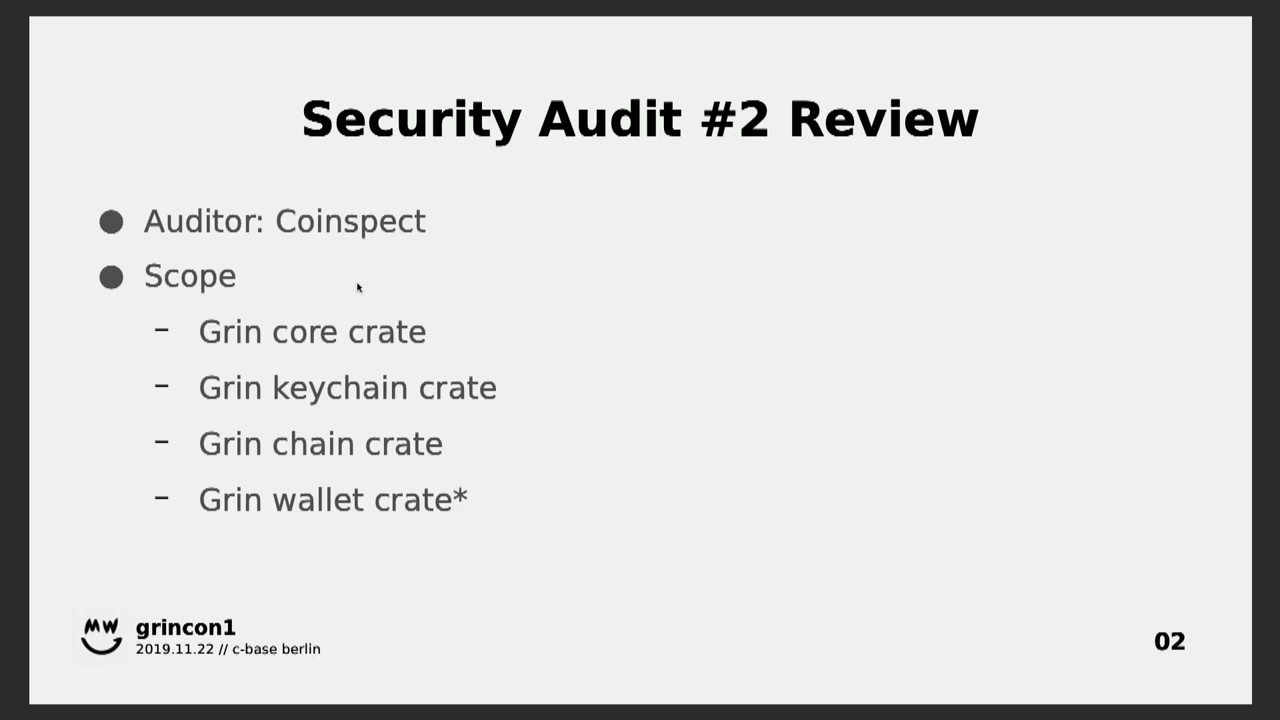 Security Audit #2 Review
● Auditor: Coinspect
● Scope
– Grin core crate
– Grin keychain crate
– Grin chain crate
– Grin wallet crate*
MW
grincon1
2019.11.22 // c-base berlin
02